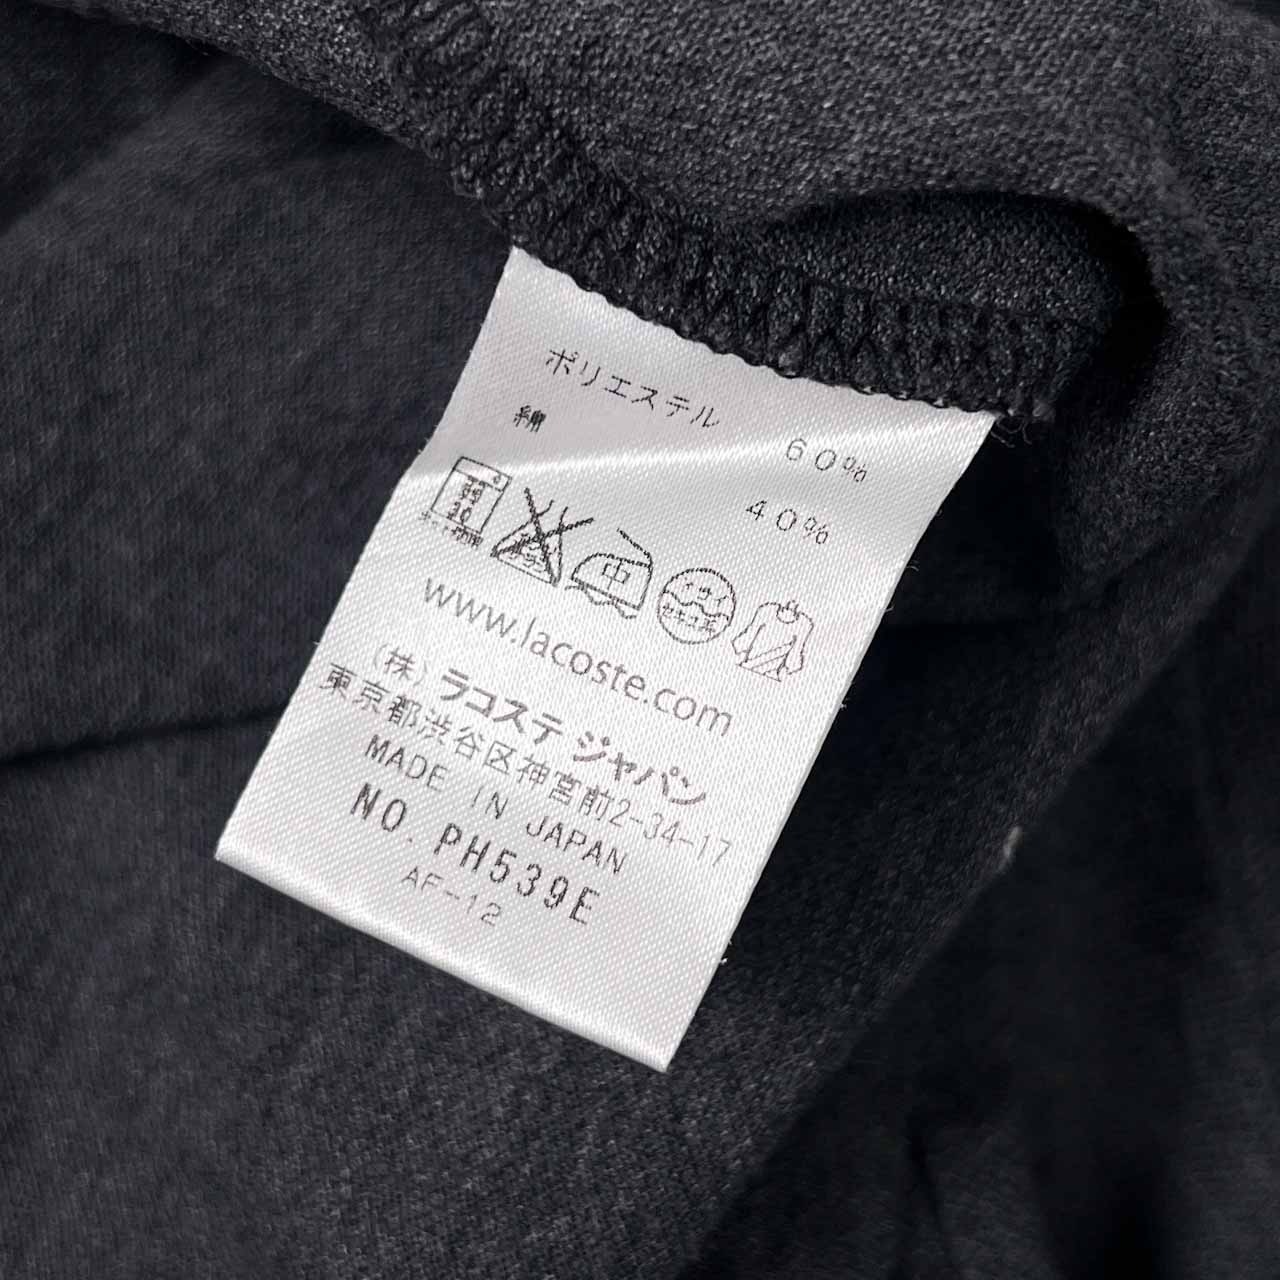 ポリエステル 60%
綿 40%
中
www.lacoste.com
(株) ラコステ ジャパン
東京都渋谷区神宮前2-34-17
MADE IN JAPAN
NO. PH539E
AF-12